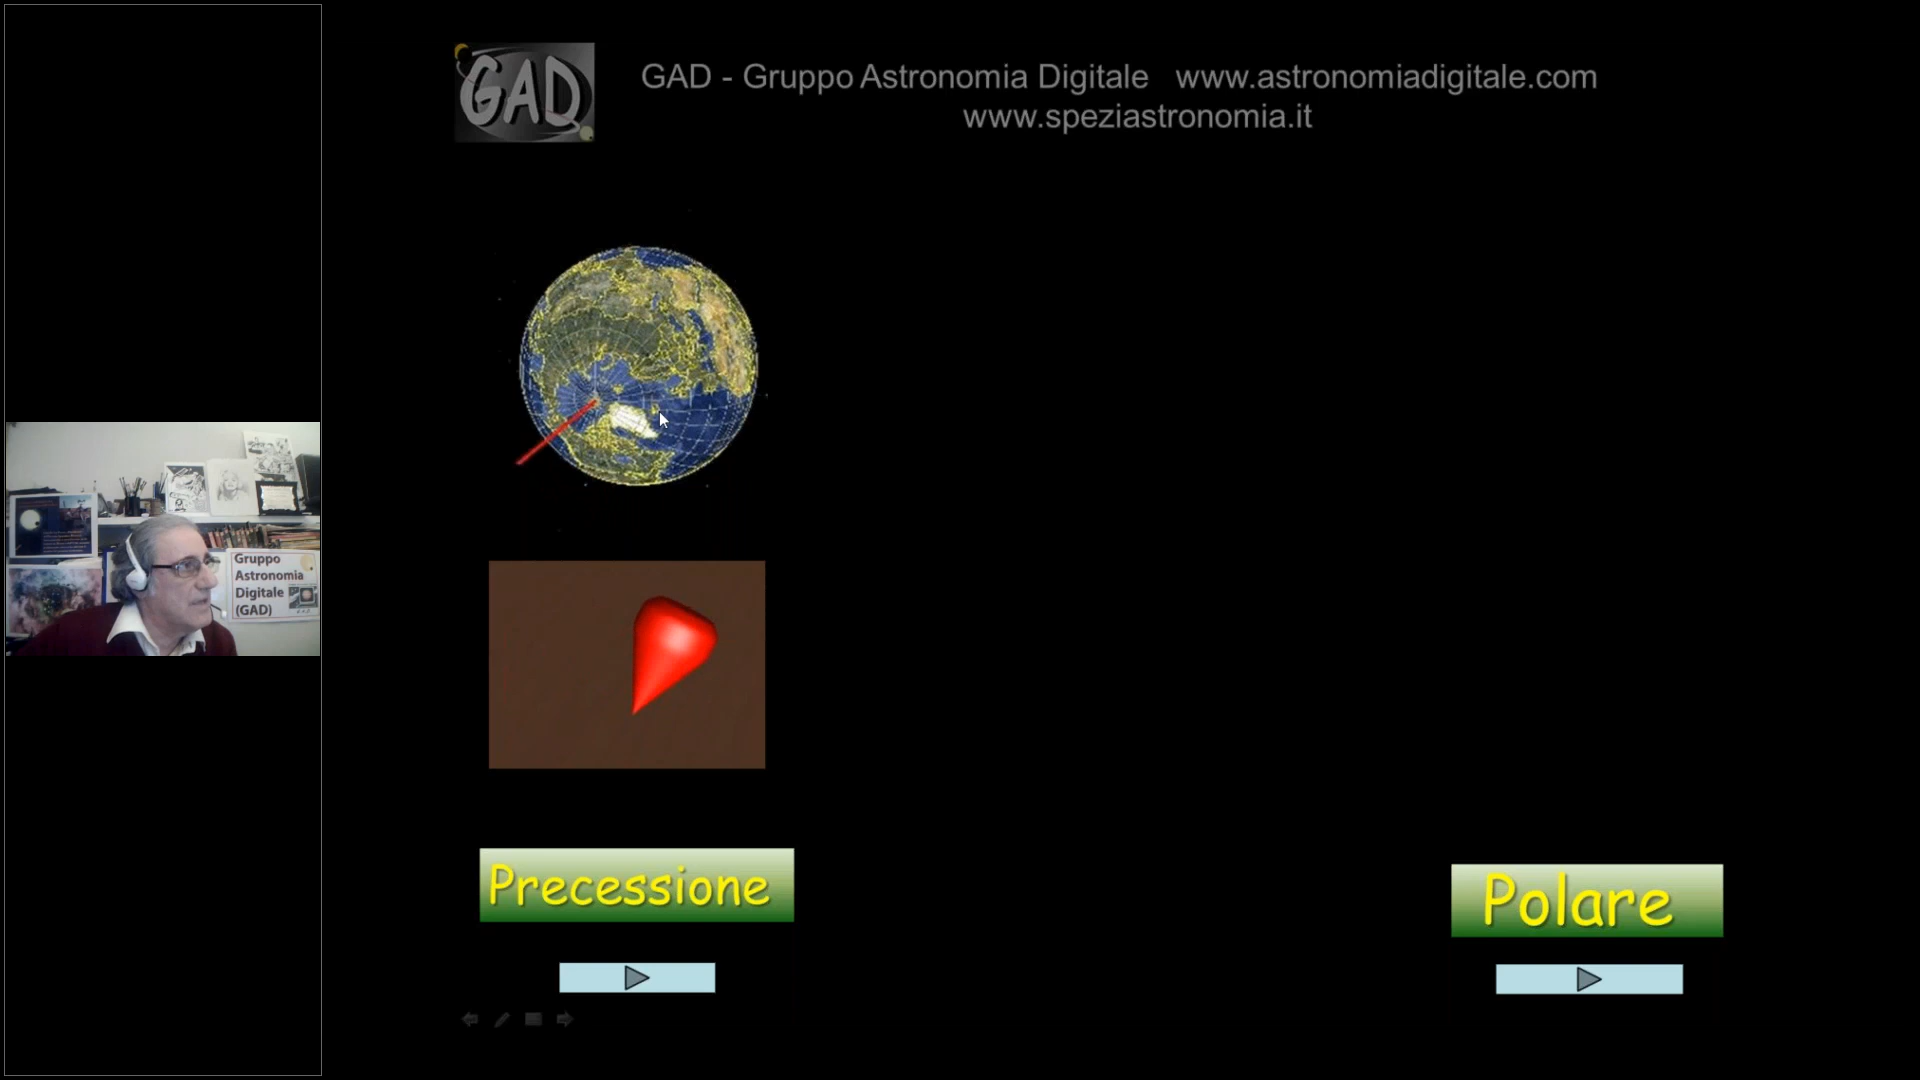 GAD
GAD - Gruppo Astronomia Digitale www.astronomiadigitale.com
www.speziastronomia.it
Gruppo
Astronomia
Digitale
(GAD)
Precessione
Polare